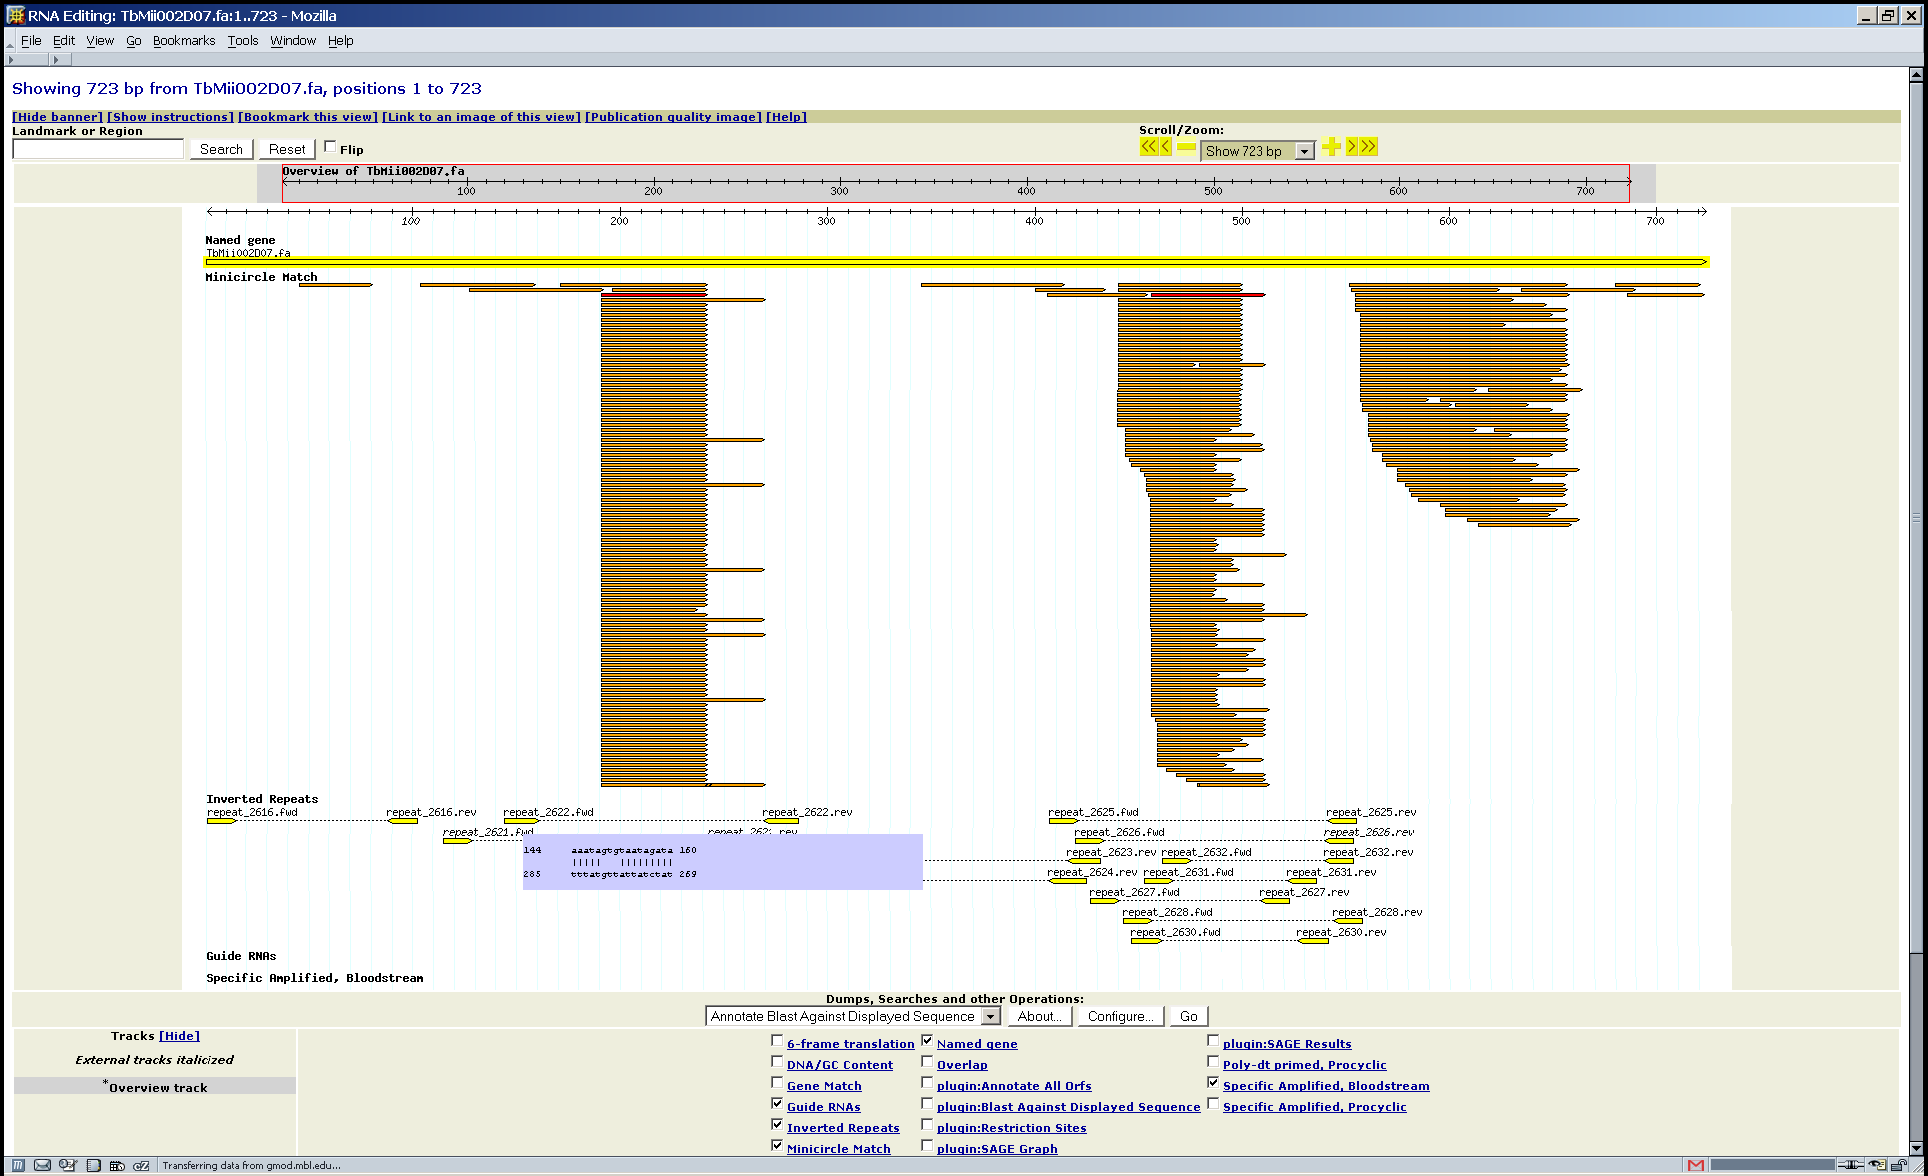 RNA Editing: TbMii002D07.fa:1..723 - Mozilla
File Edit View Go Bookmarks Tools Window Help
Showing 723 bp from TbMii002D07.fa, positions 1 to 723
[Hide banner] [Show instructions] [Bookmark this view] [Link to an image of this view] [Publication quality image] [Help]
Landmark or Region
Search Reset Flip
Scroll/Zoom:
<< < Show 723 bp > >>
Overview of TbMii002D07.fa
100 200 300 400 500 600 700
100 200 300 400 500 600 700
Named gene
TbMii002D07.fa
Minicircle Match
Inverted Repeats
repeat_2616.fwd repeat_2616.rev repeat_2622.fwd repeat_2622.rev repeat_2625.fwd repeat_2625.rev
repeat_2621.fwd repeat_2621.rev repeat_2626.fwd repeat_2626.rev
144 aaatagtgtaatagata 160
repeat_2623.rev repeat_2632.fwd repeat_2632.rev
||||| |||||||||
285 tttatgttattatctat 269
repeat_2624.rev repeat_2631.fwd repeat_2631.rev
repeat_2627.fwd repeat_2627.rev
repeat_2628.fwd repeat_2628.rev
repeat_2630.fwd repeat_2630.rev
Guide RNAs
Specific Amplified, Bloodstream
Dumps, Searches and other Operations:
Annotate Blast Against Displayed Sequence About... Configure... Go
Tracks [Hide]
External tracks italicized
*Overview track
6-frame translation Named gene plugin:SAGE Results
DNA/GC Content Overlap Poly-dt primed, Procyclic
Gene Match plugin:Annotate All Orfs Specific Amplified, Bloodstream
Guide RNAs plugin:Blast Against Displayed Sequence Specific Amplified, Procyclic
Inverted Repeats plugin:Restriction Sites
Minicircle Match plugin:SAGE Graph
Transferring data from gmod.mbl.edu...